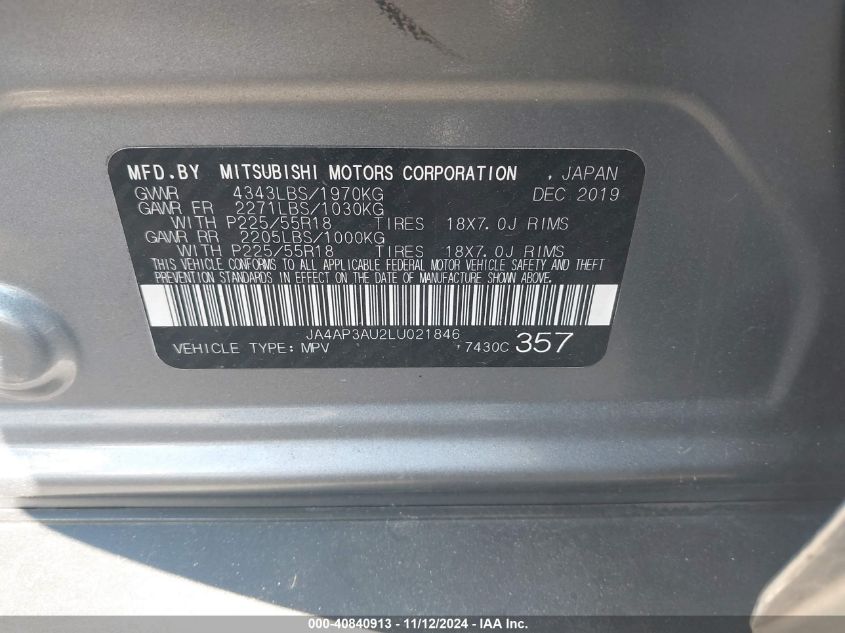 MFD.BY MITSUBISHI MOTORS CORPORATION , JAPAN
GVWR 4343LBS/1970KG DEC 2019
GAWR FR 2271LBS/1030KG
WITH P225/55R18 TIRES 18X7.0J RIMS
GAWR RR 2205LBS/1000KG
WITH P225/55R18 TIRES 18X7.0J RIMS
THIS VEHICLE CONFORMS TO ALL APPLICABLE FEDERAL MOTOR VEHICLE SAFETY AND THEFT
PREVENTION STANDARDS IN EFFECT ON THE DATE OF MANUFACTURE SHOWN ABOVE.
JA4AP3AU2LU021846
VEHICLE TYPE: MPV '7430C 357
000-40840913 - 11/12/2024 - IAA Inc.